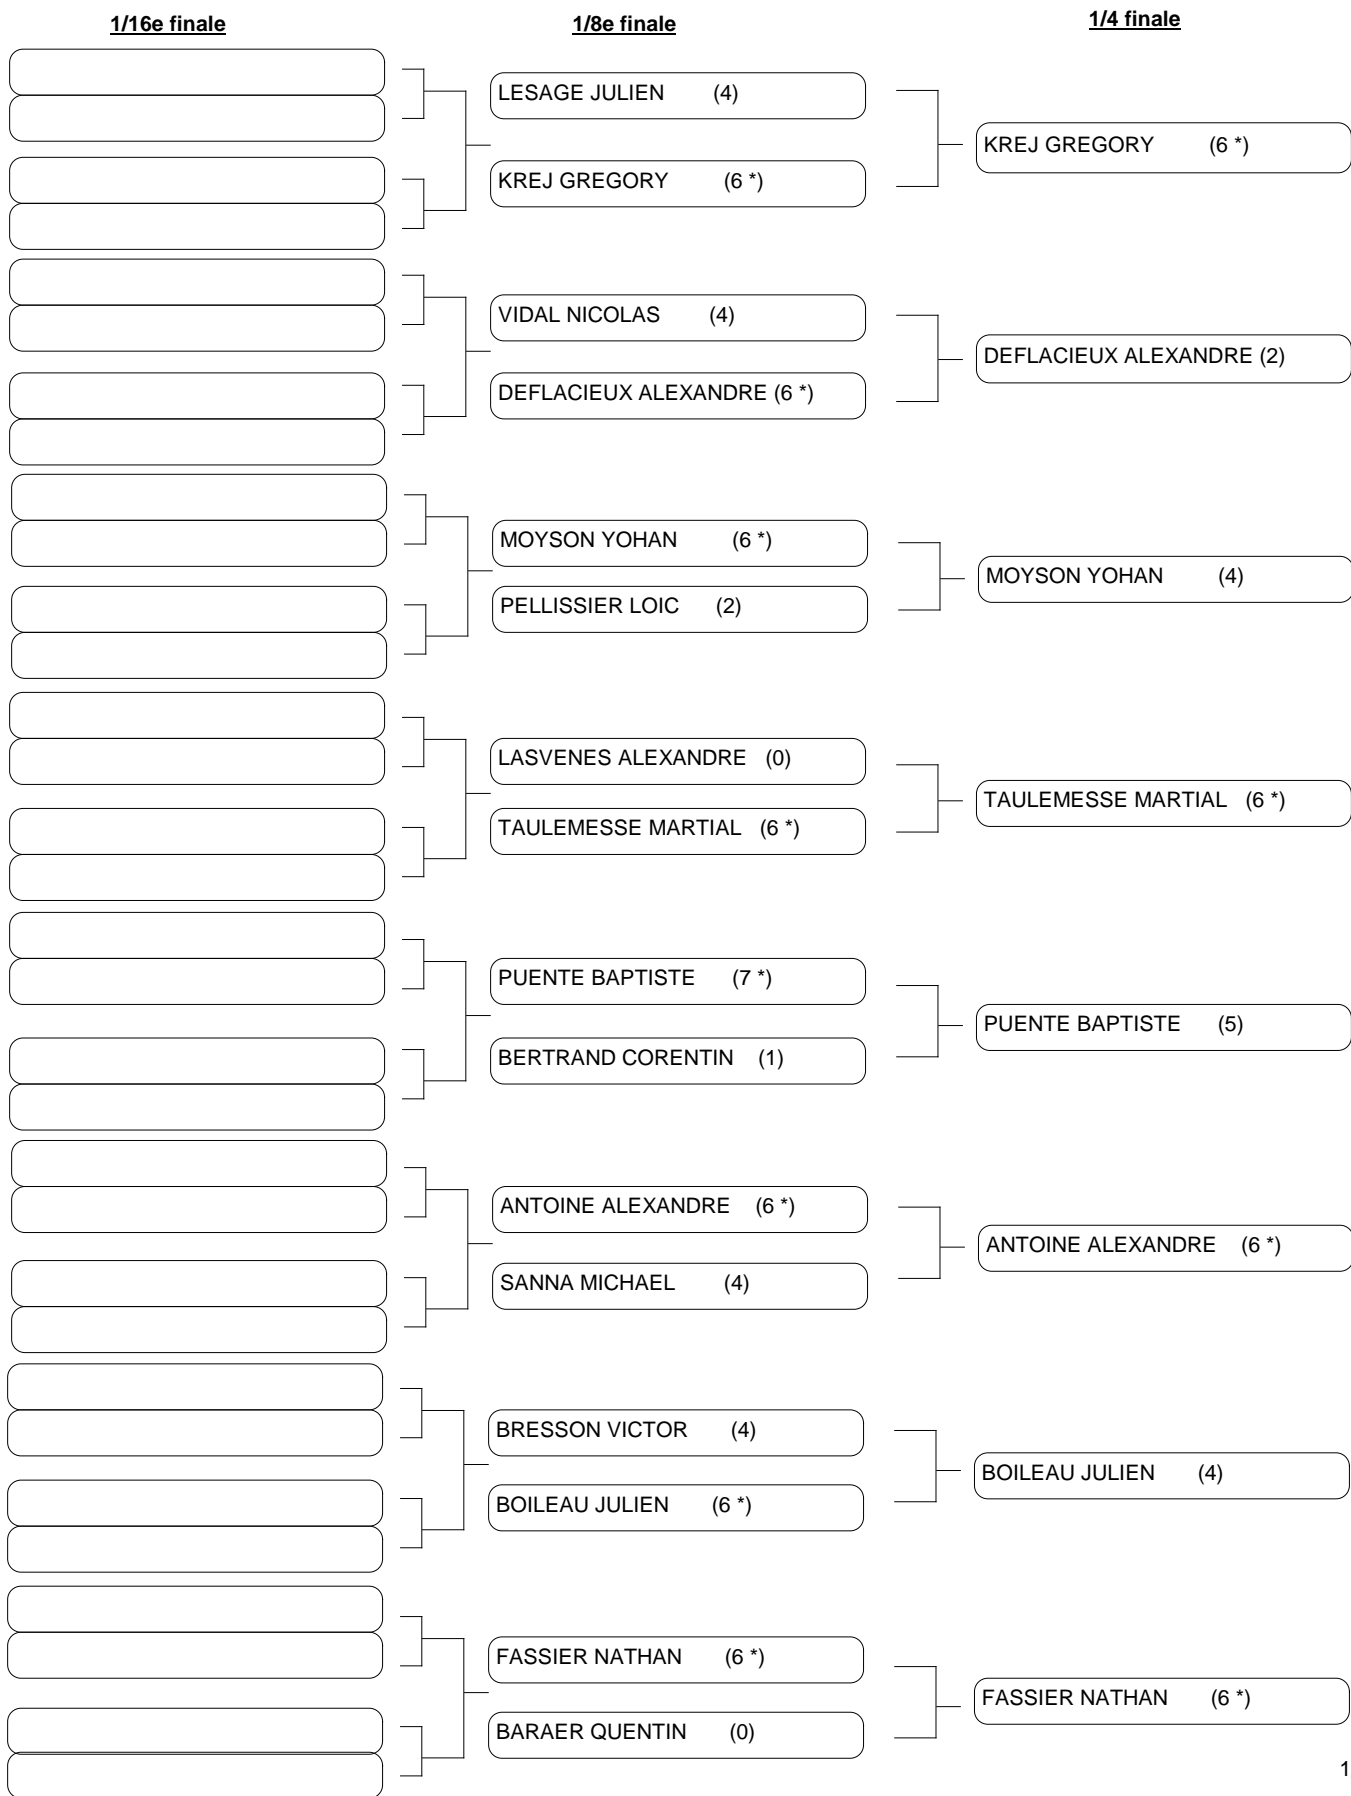 1/16e finale 1/8e finale 1/4 finale
LESAGE JULIEN (4)
KREJ GREGORY (6 *)
KREJ GREGORY (6 *)
VIDAL NICOLAS (4)
DEFLACIEUX ALEXANDRE (2)
DEFLACIEUX ALEXANDRE (6 *)
MOYSON YOHAN (6 *)
MOYSON YOHAN (4)
PELLISSIER LOIC (2)
LASVENES ALEXANDRE (0)
TAULEMESSE MARTIAL (6 *)
TAULEMESSE MARTIAL (6 *)
PUENTE BAPTISTE (7 *)
PUENTE BAPTISTE (5)
BERTRAND CORENTIN (1)
ANTOINE ALEXANDRE (6 *)
ANTOINE ALEXANDRE (6 *)
SANNA MICHAEL (4)
BRESSON VICTOR (4)
BOILEAU JULIEN (4)
BOILEAU JULIEN (6 *)
FASSIER NATHAN (6 *)
FASSIER NATHAN (6 *)
BARAER QUENTIN (0)
1